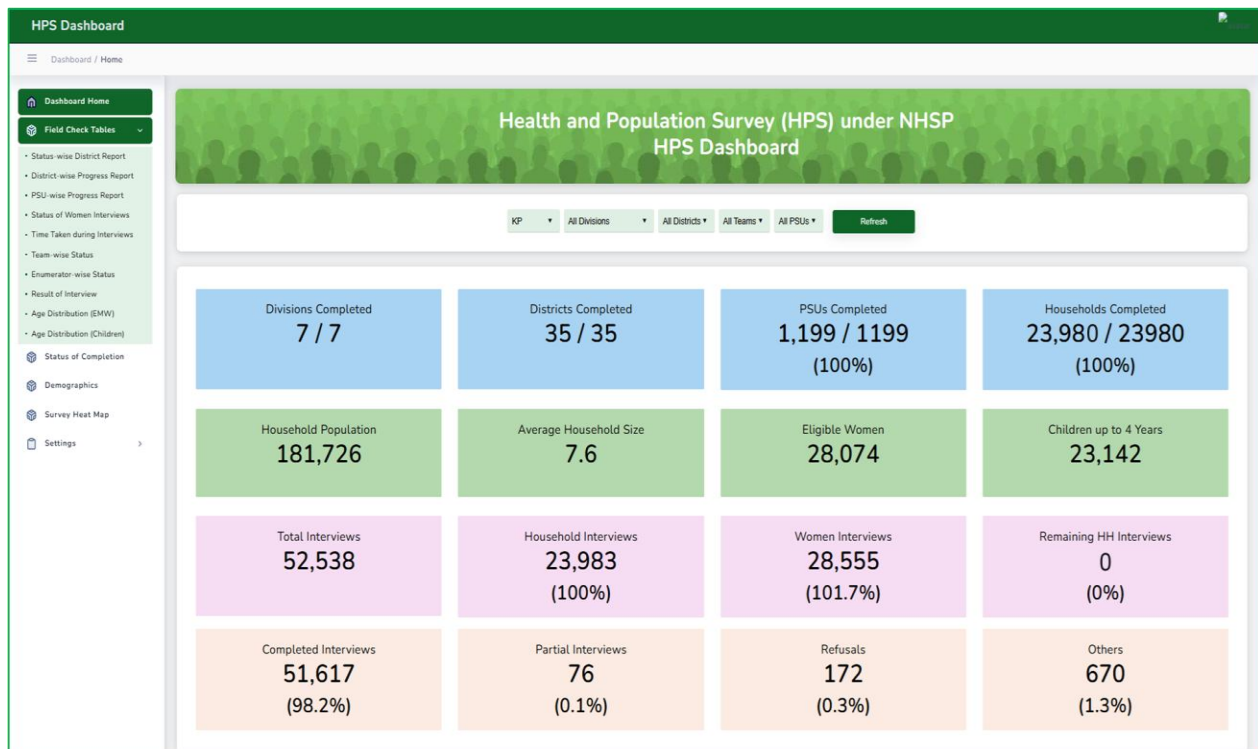 HPS Dashboard
Dashboard / Home
Dashboard Home
Field Check Tables
• Status-wise District Report
• District-wise Progress Report
• PSU-wise Progress Report
• Status of Women Interviews
• Time Taken during Interviews
• Team-wise Status
• Enumerator-wise Status
• Result of Interview
• Age Distribution (EMW)
• Age Distribution (Children)
Status of Completion
Demographics
Survey Heat Map
Settings
Health and Population Survey (HPS) under NHSP
HPS Dashboard
KP All Divisions All Districts All Teams All PSUs Refresh
Divisions Completed
7 / 7
Districts Completed
35 / 35
PSUs Completed
1,199 / 1199
(100%)
Households Completed
23,980 / 23980
(100%)
Household Population
181,726
Average Household Size
7.6
Eligible Women
28,074
Children up to 4 Years
23,142
Total Interviews
52,538
Household Interviews
23,983
(100%)
Women Interviews
28,555
(101.7%)
Remaining HH Interviews
0
(0%)
Completed Interviews
51,617
(98.2%)
Partial Interviews
76
(0.1%)
Refusals
172
(0.3%)
Others
670
(1.3%)